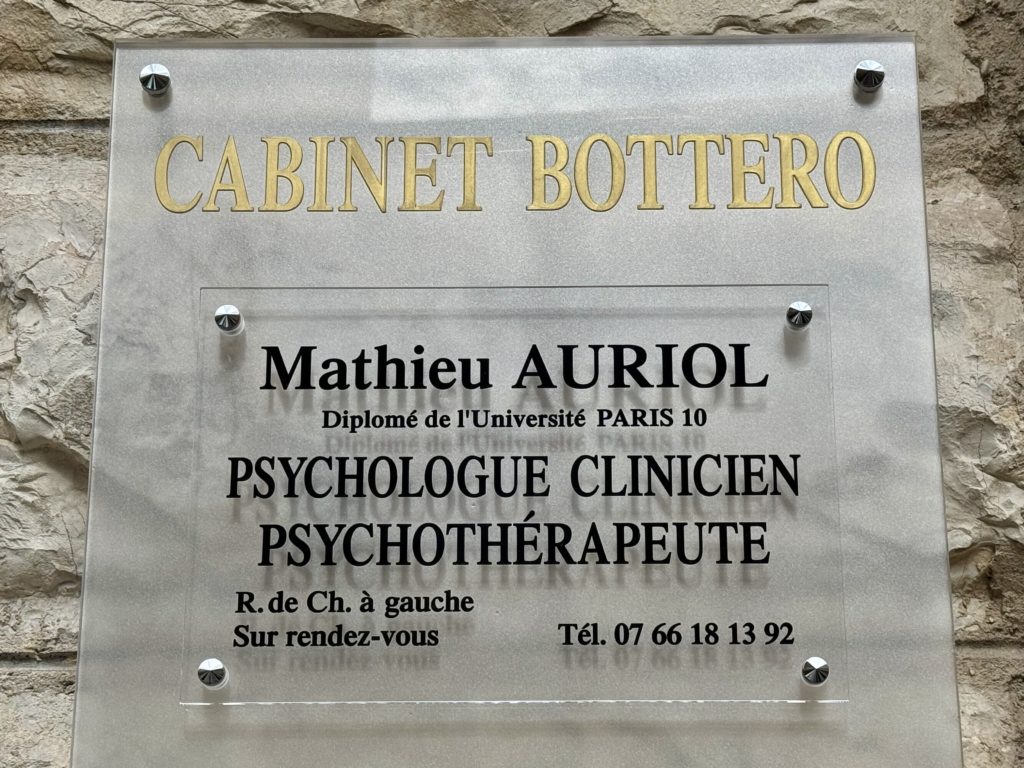 CABINET BOTTERO
Mathieu AURIOL
Diplomé de l'Université PARIS 10
PSYCHOLOGUE CLINICIEN
PSYCHOTHÉRAPEUTE
R. de Ch. à gauche
Sur rendez-vous Tél. 07 66 18 13 92